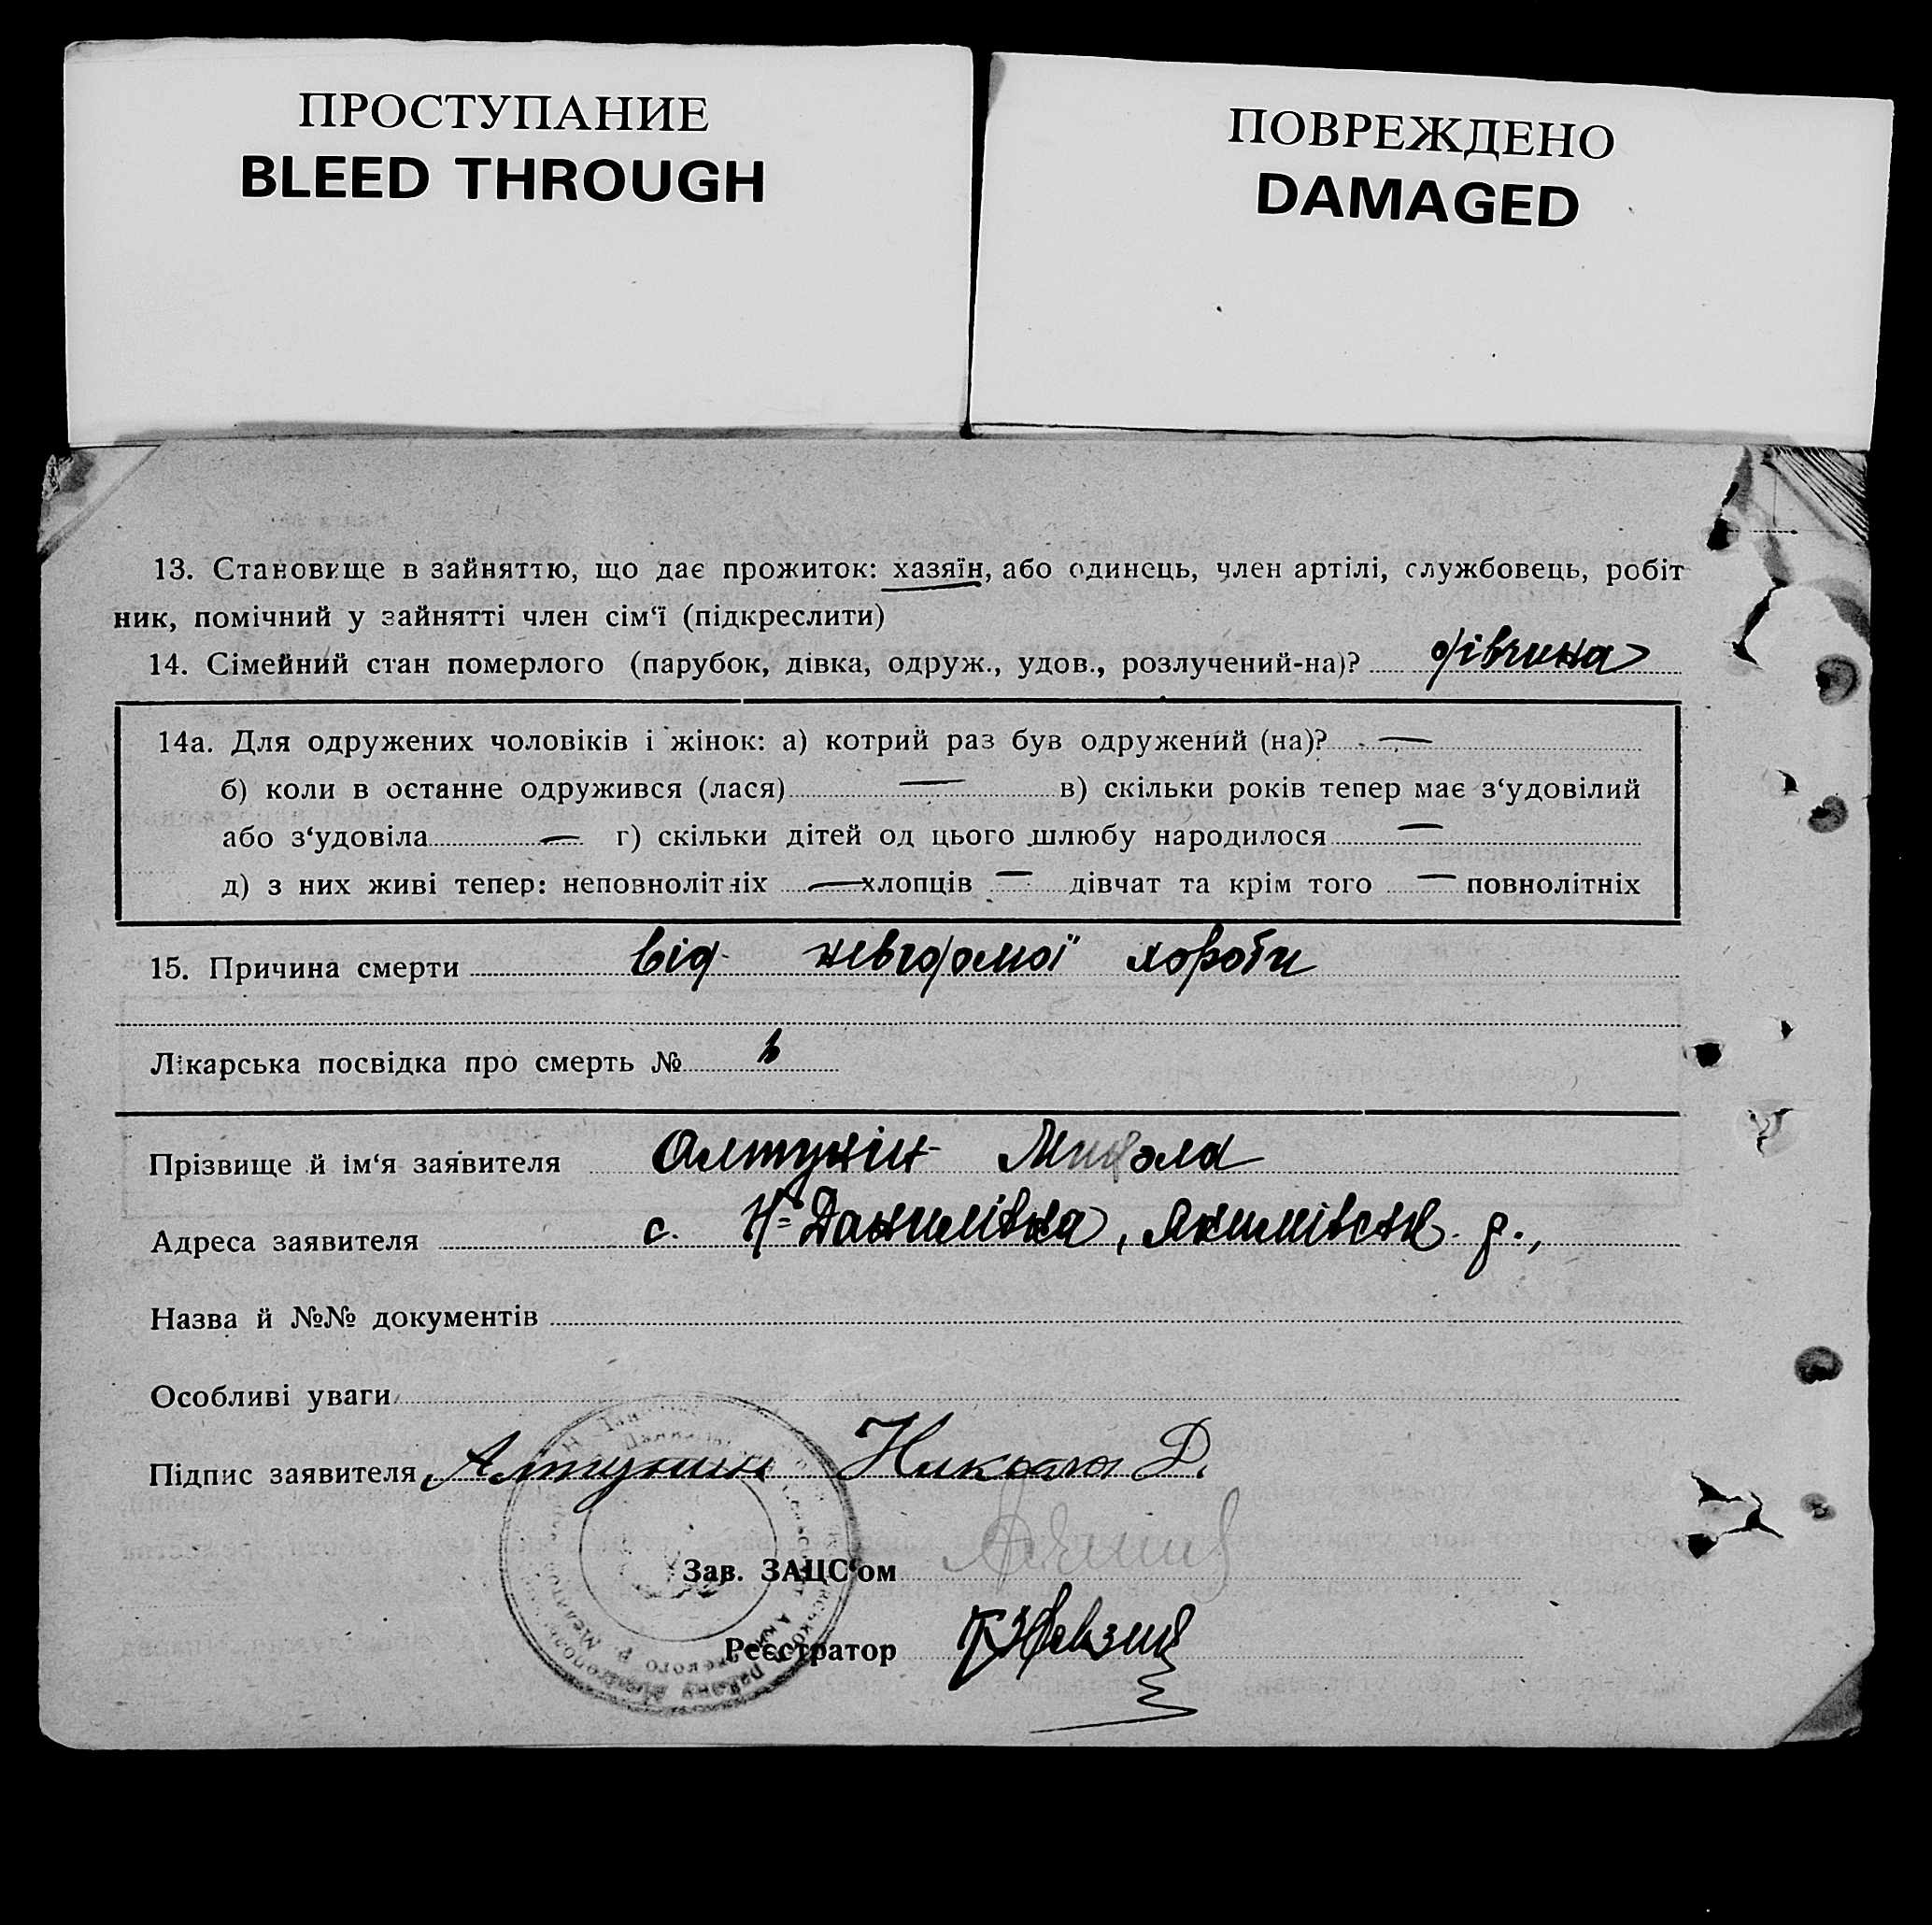 ПРОСТУПАНИЕ
BLEED THROUGH
ПОВРЕЖДЕНО
DAMAGED
13. Становище в зайняттю, що дає прожиток: хазяїн, або одинець, член артілі, службовець, робіт
ник, помічний у зайнятті член сім‘ї (підкреслити)
14. Сімейний стан померлого (парубок, дівка, одруж., удов., розлучений-на)? дівчина
14а. Для одружених чоловіків і жінок: а) котрий раз був одружений (на)? —
б) коли в останне одружився (лася) — в) скільки років тепер має з‘удовілий
або з‘удовіла — г) скільки дітей од цього шлюбу народилося —
д) з них живі тепер: неповнолітніх — хлопців — дівчат та крім того — повнолітніх
15. Причина смерти від невідомої хороби
Лікарська посвідка про смерть №
Прізвище й ім‘я заявителя Алтунін
Адреса заявителя с. Н=Данилівка, Якимівськ. р.,
Назва й №№ документів
Особливі уваги
Підпис заявителя Алтунин Николай Д.
Зав. ЗАЦС‘ом
Реєстратор